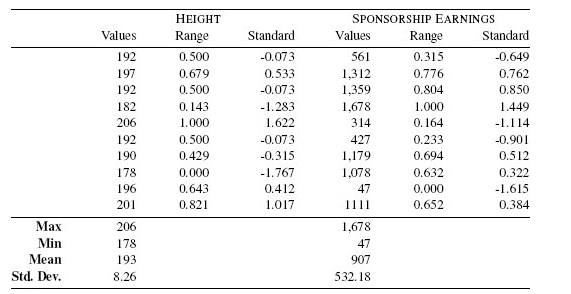 HEIGHT SPONSORSHIP EARNINGS
Values Range Standard Values Range Standard
192 0.500 -0.073 561 0.315 -0.649
197 0.679 0.533 1,312 0.776 0.762
192 0.500 -0.073 1,359 0.804 0.850
182 0.143 -1.283 1,678 1.000 1.449
206 1.000 1.622 314 0.164 -1.114
192 0.500 -0.073 427 0.233 -0.901
190 0.429 -0.315 1,179 0.694 0.512
178 0.000 -1.767 1,078 0.632 0.322
196 0.643 0.412 47 0.000 -1.615
201 0.821 1.017 1111 0.652 0.384
Max 206 1,678
Min 178 47
Mean 193 907
Std. Dev. 8.26 532.18